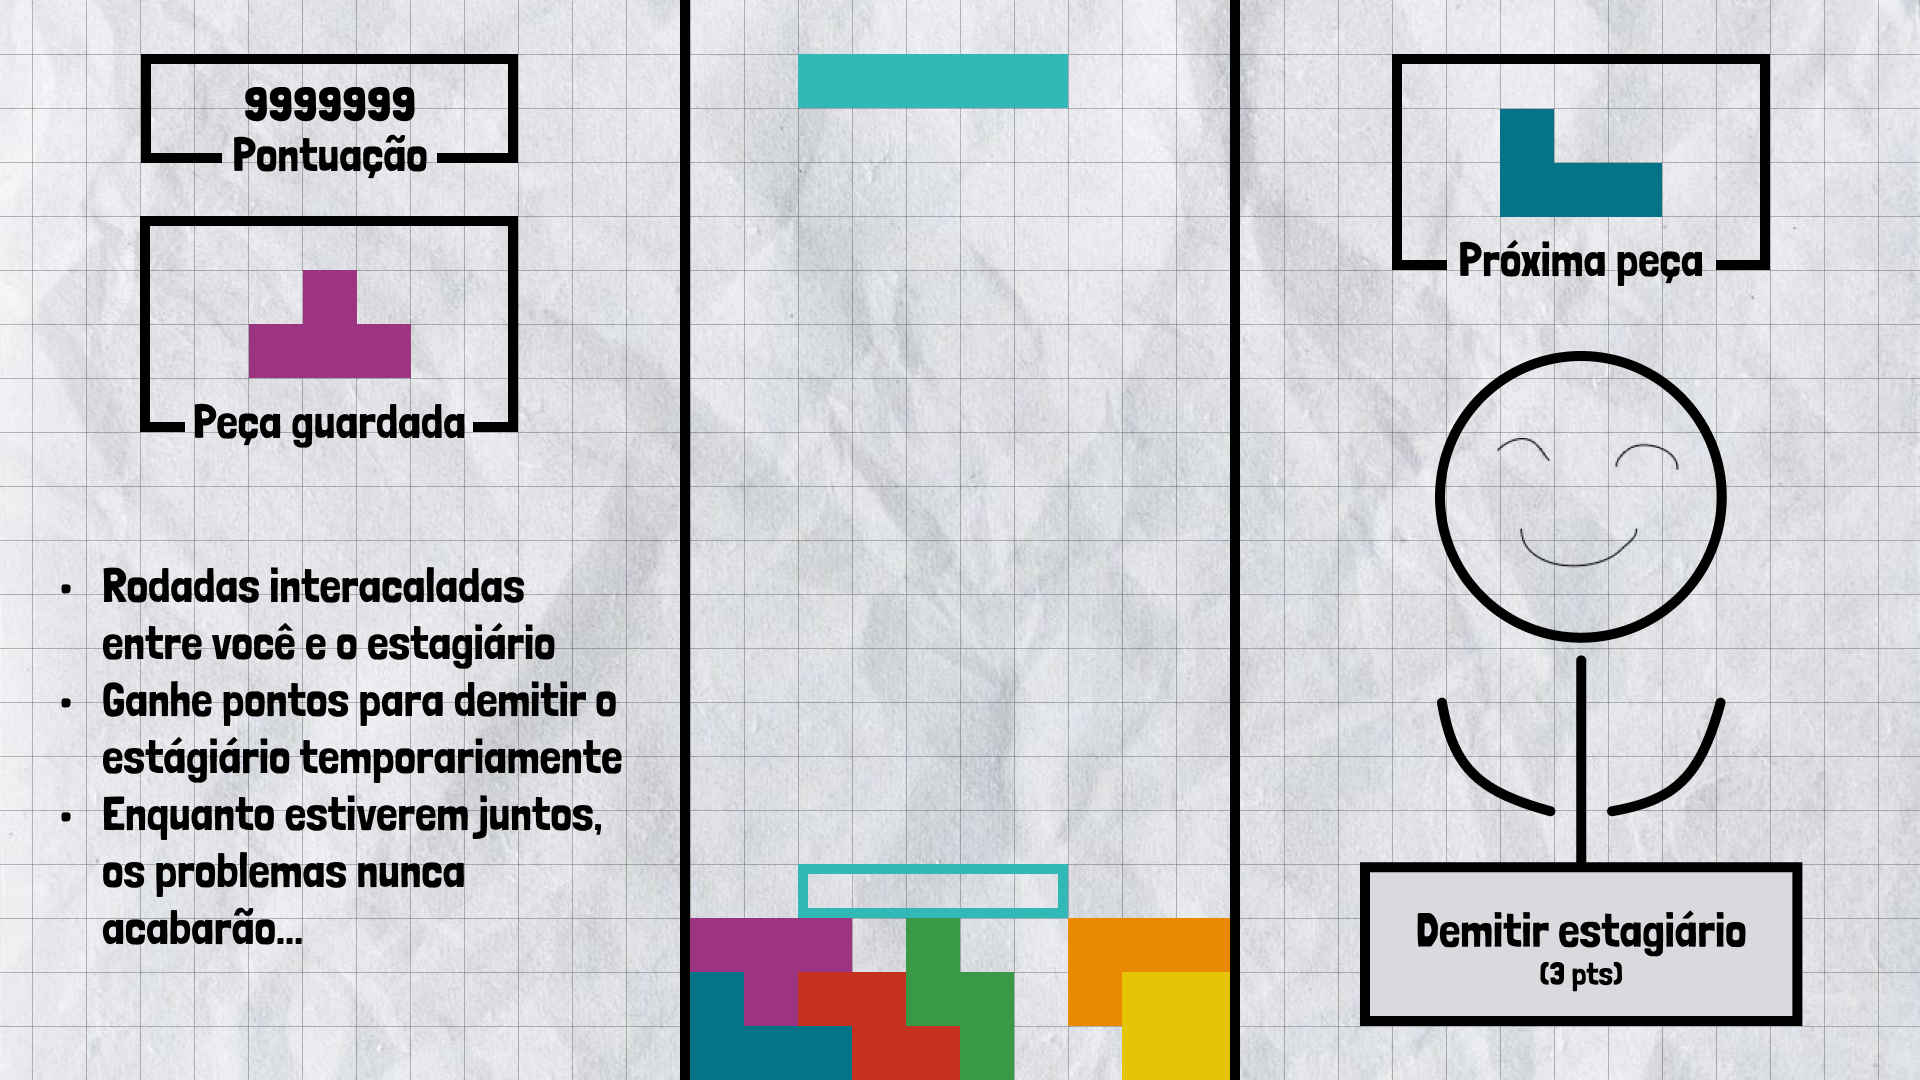 9999999
Pontuação
Peça guardada
• Rodadas interacaladas
entre você e o estagiário
• Ganhe pontos para demitir o
estágiário temporariamente
• Enquanto estiverem juntos,
os problemas nunca
acabarão...
Próxima peça
Demitir estagiário
(3 pts)